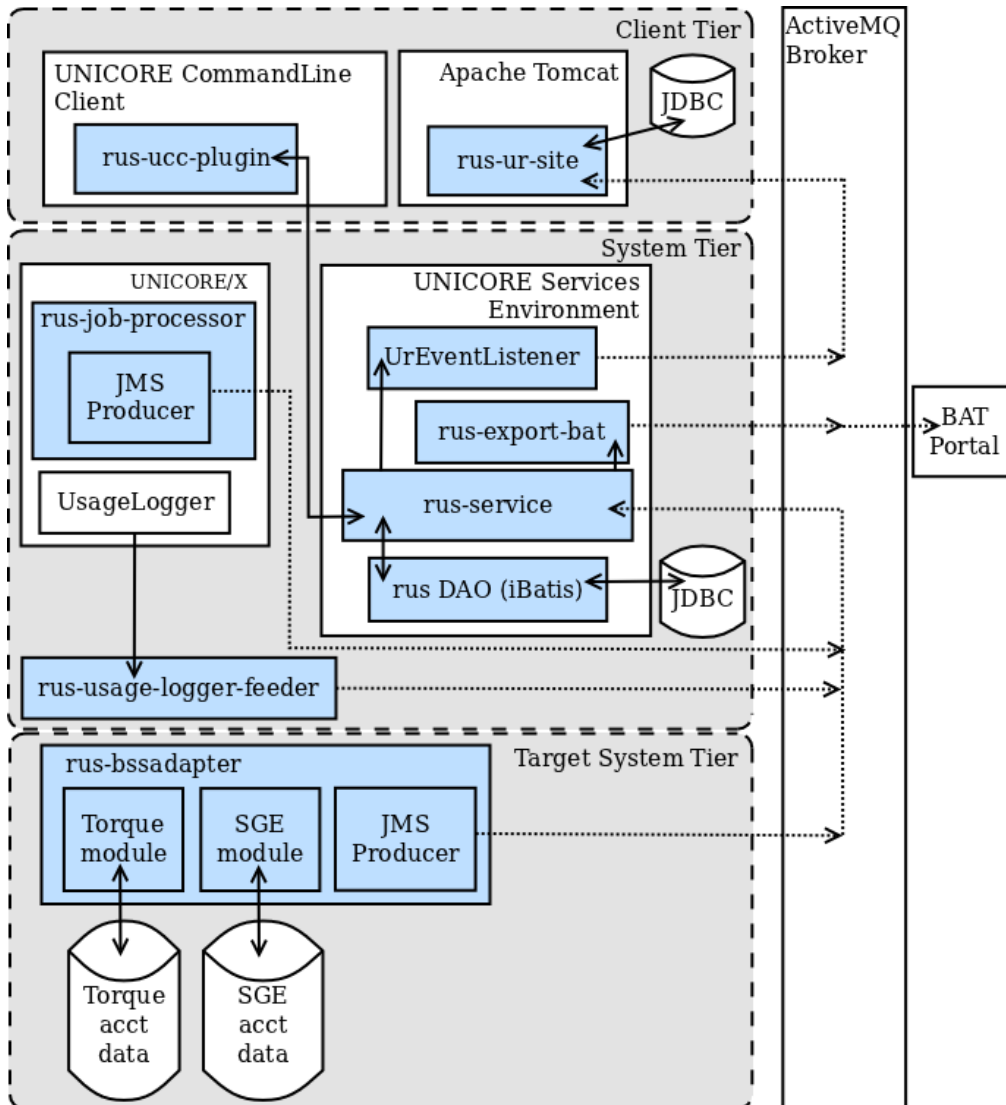 Client Tier
UNICORE CommandLine
Client
rus-ucc-plugin
Apache Tomcat
rus-ur-site
JDBC
ActiveMQ
Broker
System Tier
UNICORE/X
rus-job-processor
JMS
Producer
UsageLogger
UNICORE Services
Environment
UrEventListener
rus-export-bat
rus-service
rus DAO (iBatis)
JDBC
BAT
Portal
rus-usage-logger-feeder
Target System Tier
rus-bssadapter
Torque
module
SGE
module
JMS
Producer
Torque
acct
data
SGE
acct
data